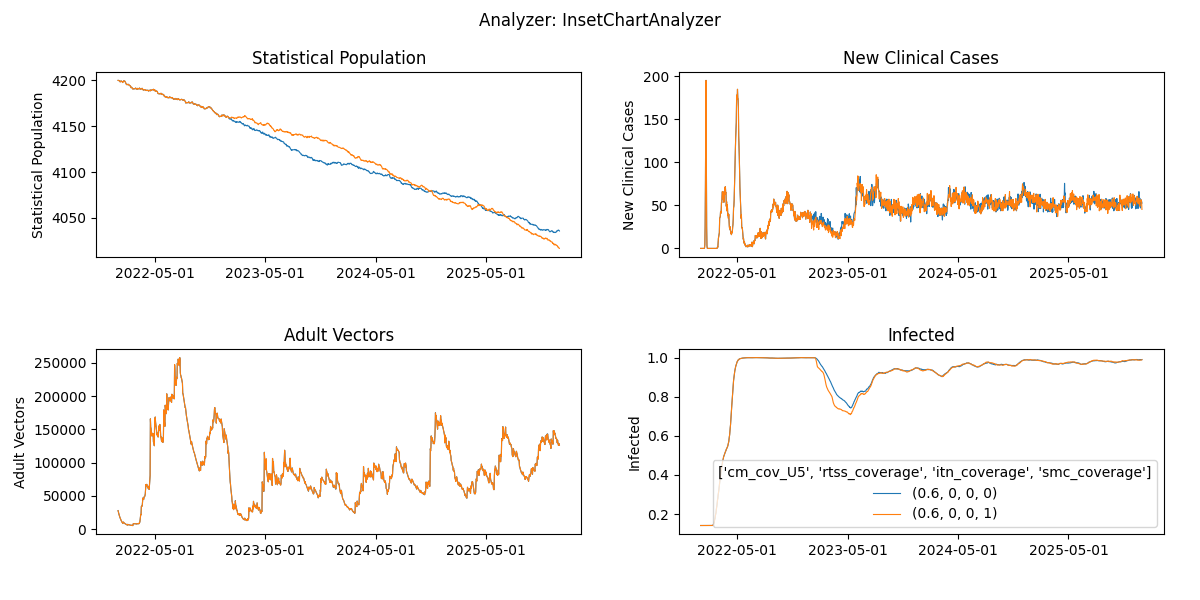 Analyzer: InsetChartAnalyzer
Statistical Population
4200
4150
4100
4050
Statistical Population
2022-05-01 2023-05-01 2024-05-01 2025-05-01
New Clinical Cases
200
150
100
50
0
New Clinical Cases
2022-05-01 2023-05-01 2024-05-01 2025-05-01
Adult Vectors
250000
200000
150000
100000
50000
0
Adult Vectors
2022-05-01 2023-05-01 2024-05-01 2025-05-01
Infected
1.0
0.8
0.6
0.4
0.2
Infected
['cm_cov_U5', 'rtss_coverage', 'itn_coverage', 'smc_coverage']
(0.6, 0, 0, 0)
(0.6, 0, 0, 1)
2022-05-01 2023-05-01 2024-05-01 2025-05-01